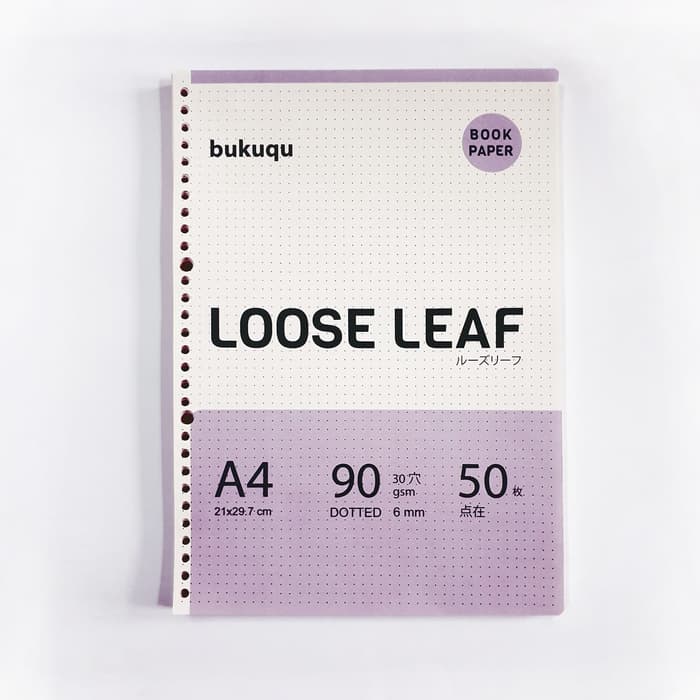 bukuqu
BOOK
PAPER
LOOSE LEAF
ルーズリーフ
A4
21x29.7 cm
90 30穴
gsm
DOTTED 6 mm
50 枚
点在